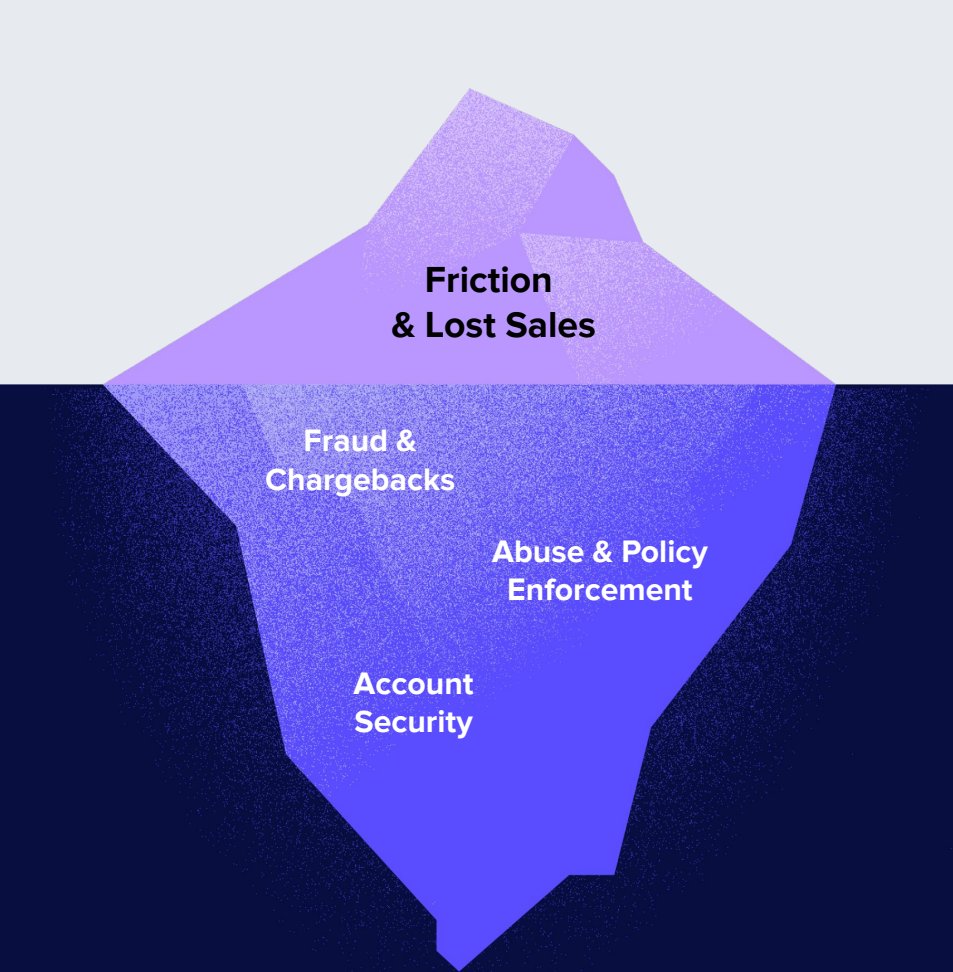 Friction
& Lost Sales
Fraud &
Chargebacks
Abuse & Policy
Enforcement
Account
Security